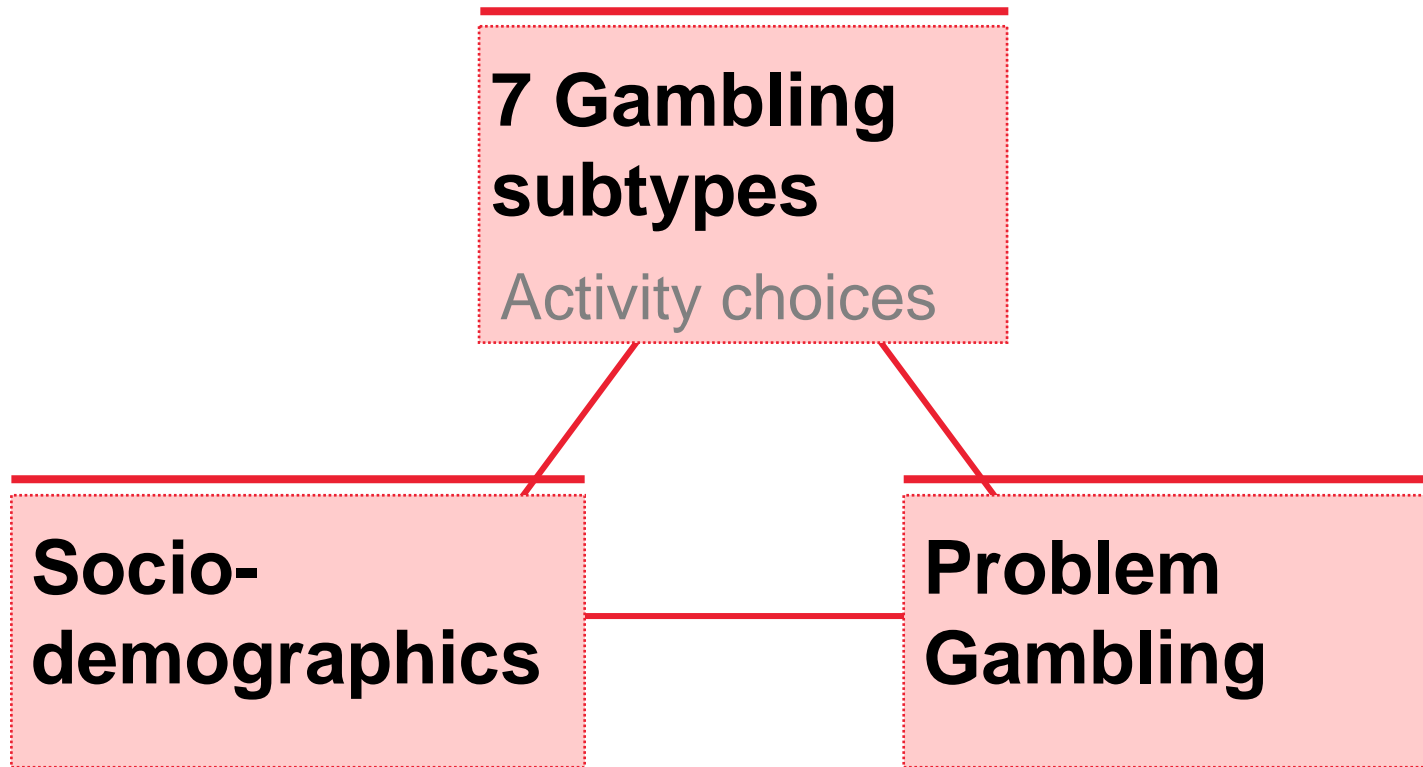 7 Gambling
subtypes
Activity choices
Socio-
demographics
Problem
Gambling